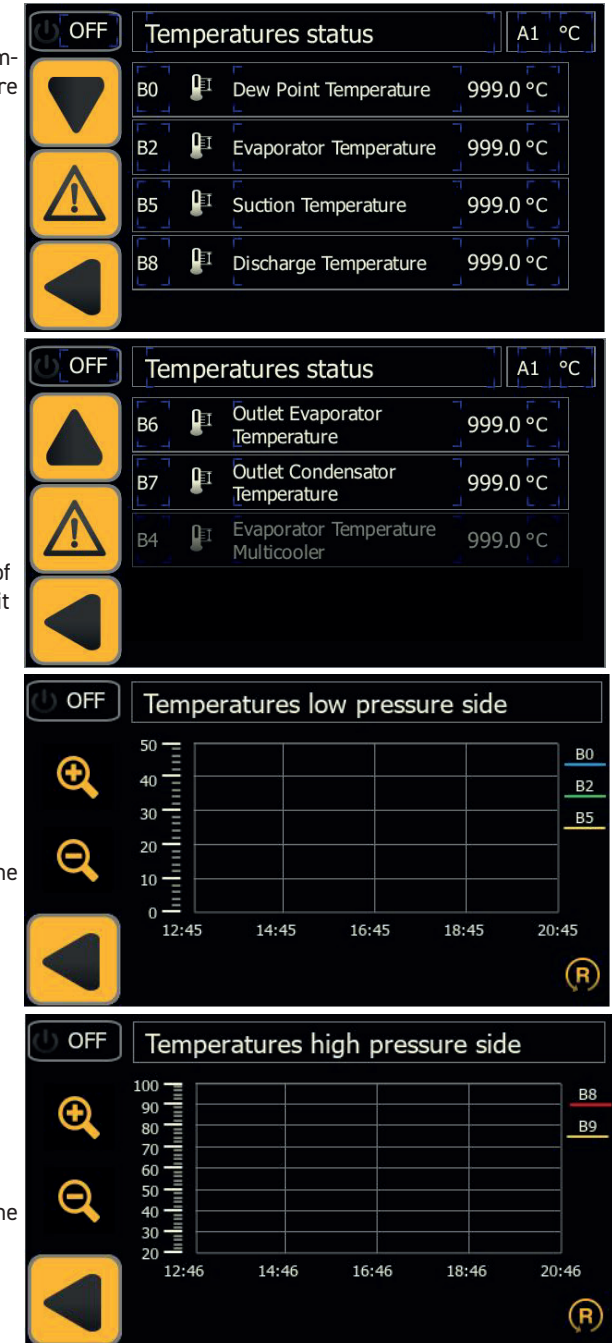 OFF Temperatures status A1 °C
m-
re
B0 Dew Point Temperature 999.0 °C
B2 Evaporator Temperature 999.0 °C
B5 Suction Temperature 999.0 °C
B8 Discharge Temperature 999.0 °C
OFF Temperatures status A1 °C
B6 Outlet Evaporator
Temperature 999.0 °C
B7 Outlet Condensator
Temperature 999.0 °C
B4 Evaporator Temperature
Multicooler 999.0 °C
of
it
OFF Temperatures low pressure side
50
40
30
20
10
0
B0
B2
B5
ne
12:45 14:45 16:45 18:45 20:45
R
OFF Temperatures high pressure side
100
90
80
70
60
50
40
30
20
B8
B9
ne
12:46 14:46 16:46 18:46 20:46
R